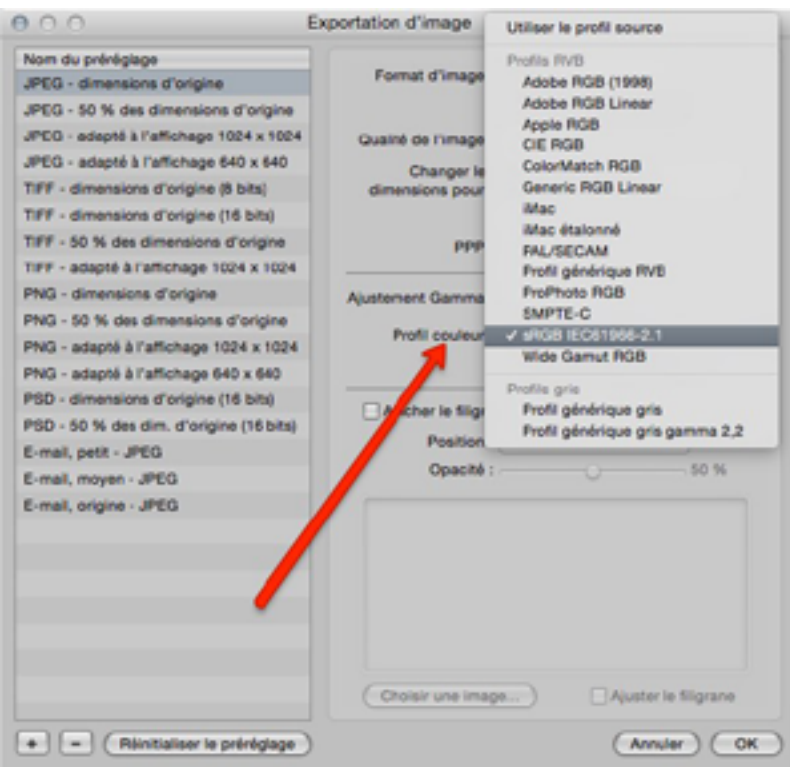 Exportation d'image
Nom du préréglage
JPEG - dimensions d'origine
JPEG - 50 % des dimensions d'origine
JPEG - adapté à l'affichage 1024 x 1024
JPEG - adapté à l'affichage 640 x 640
TIFF - dimensions d'origine (8 bits)
TIFF - dimensions d'origine (16 bits)
TIFF - 50 % des dimensions d'origine
TIFF - adapté à l'affichage 1024 x 1024
PNG - dimensions d'origine
PNG - 50 % des dimensions d'origine
PNG - adapté à l'affichage 1024 x 1024
PNG - adapté à l'affichage 640 x 640
PSD - dimensions d'origine (16 bits)
PSD - 50 % des dim. d'origine (16 bits)
E-mail, petit - JPEG
E-mail, moyen - JPEG
E-mail, origine - JPEG
Réinitialiser le préréglage
Format d'image
Qualité de l'image
Changer le
dimensions pour
PPP
Ajustement Gamma
Profil couleur
Afficher le filigr
Position
Opacité :
50 %
Choisir une image...
Ajuster le filigrane
Annuler
OK
Utiliser le profil source
Profils RVB
Adobe RGB (1998)
Adobe RGB Linear
Apple RGB
CIE RGB
ColorMatch RGB
Generic RGB Linear
iMac
iMac étalonné
PAL/SECAM
Profil générique RVB
ProPhoto RGB
SMPTE-C
✓ sRGB IEC61966-2.1
Wide Gamut RGB
Profils gris
Profil générique gris
Profil générique gris gamma 2,2